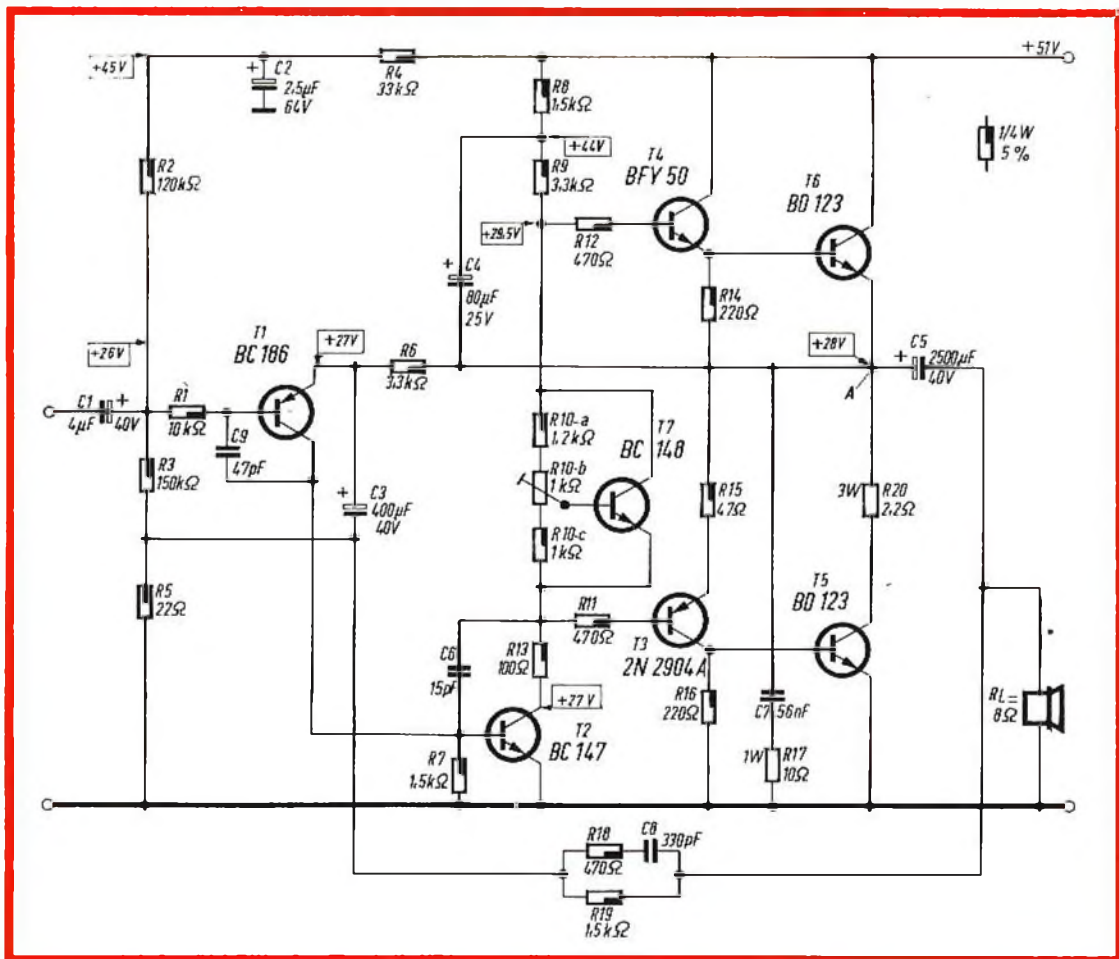 +45V
+
C2
2,5µF
64V
R4
33kΩ
+51V
R8
1,5kΩ
+44V
1/4W
5%
R2
120kΩ
R9
3,3kΩ
T4
BFY 50
T6
BD 123
+29,5V
R12
470Ω
+
C4
80µF
25V
R14
220Ω
+26V
T1
BC 186
+27V
R6
3,3kΩ
+28V
A
+
C5
2500µF
40V
C1
4µF
+
40V
R1
10kΩ
C9
47pF
R10-a
1,2kΩ
T7
BC 148
R10-b
1kΩ
R10-c
1kΩ
R3
150kΩ
+
C3
400µF
40V
R15
47Ω
3W
R20
2,2Ω
R5
22Ω
R11
470Ω
T3
2N 2904A
T5
BD 123
C6
15pF
R13
100Ω
+27V
T2
BC 147
R16
220Ω
C7
56nF
RL=
8Ω
R7
1,5kΩ
1W
R17
10Ω
R18
470Ω
C8
330pF
R19
1,5kΩ